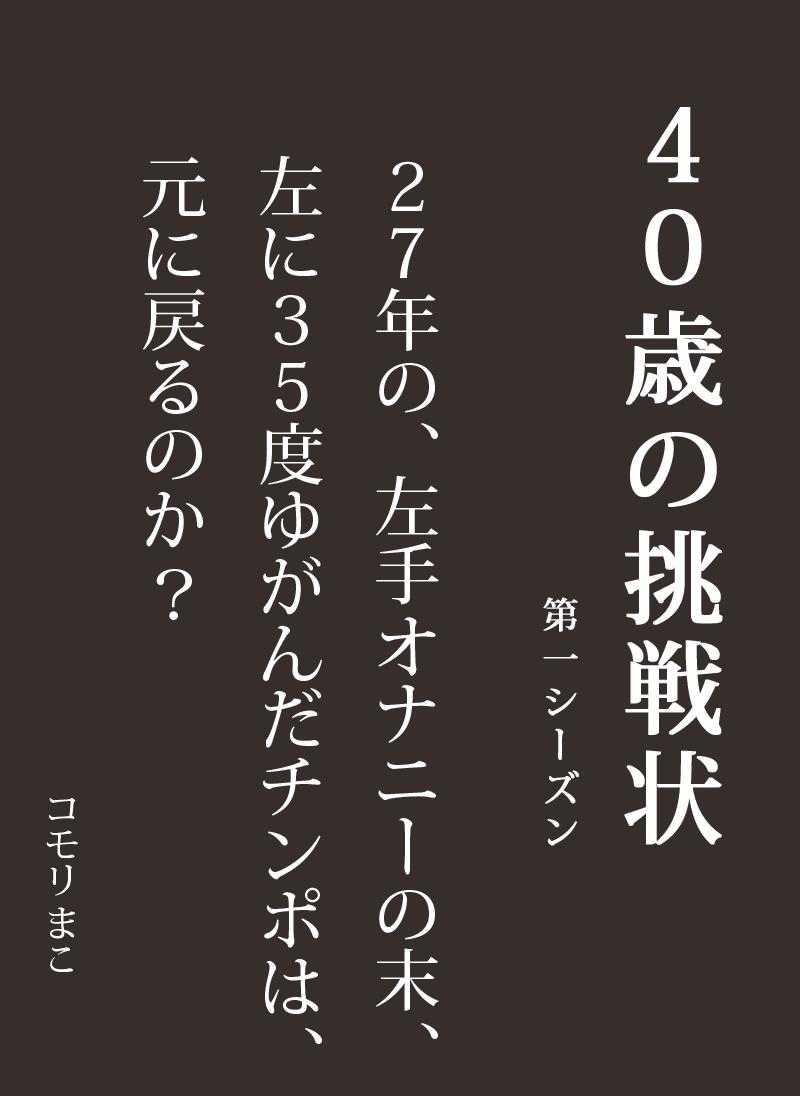 40歳の挑戦状
第一シーズン
27年の、左手オナニーの末、
左に35度ゆがんだチンポは、
元に戻るのか？
コモリまこ